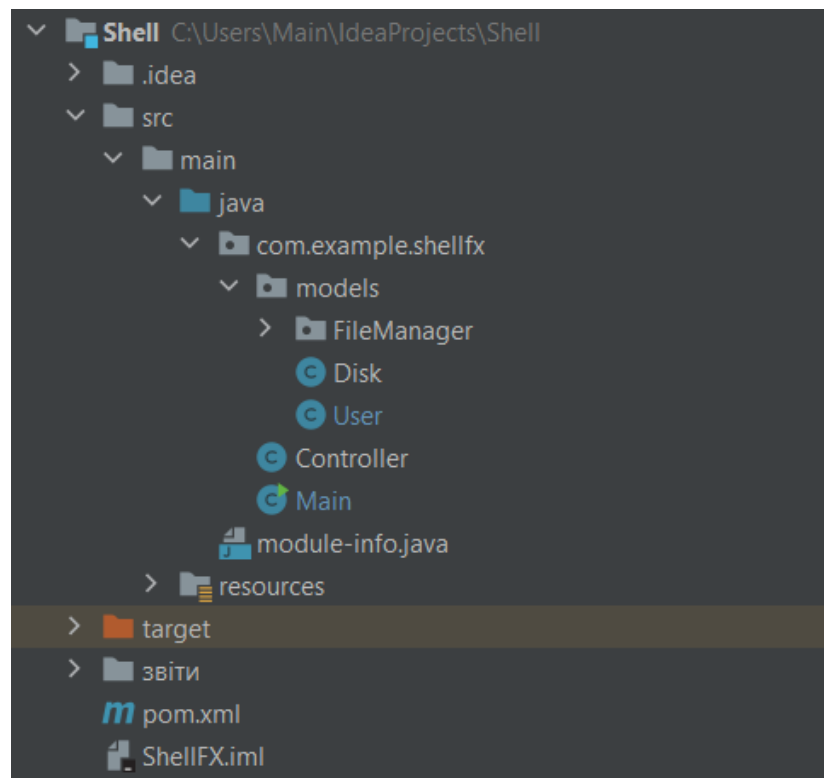 Shell C:\Users\Main\IdeaProjects\Shell
.idea
src
main
java
com.example.shellfx
models
FileManager
C Disk
C User
C Controller
C Main
J module-info.java
resources
target
звіти
m pom.xml
ShellFX.iml